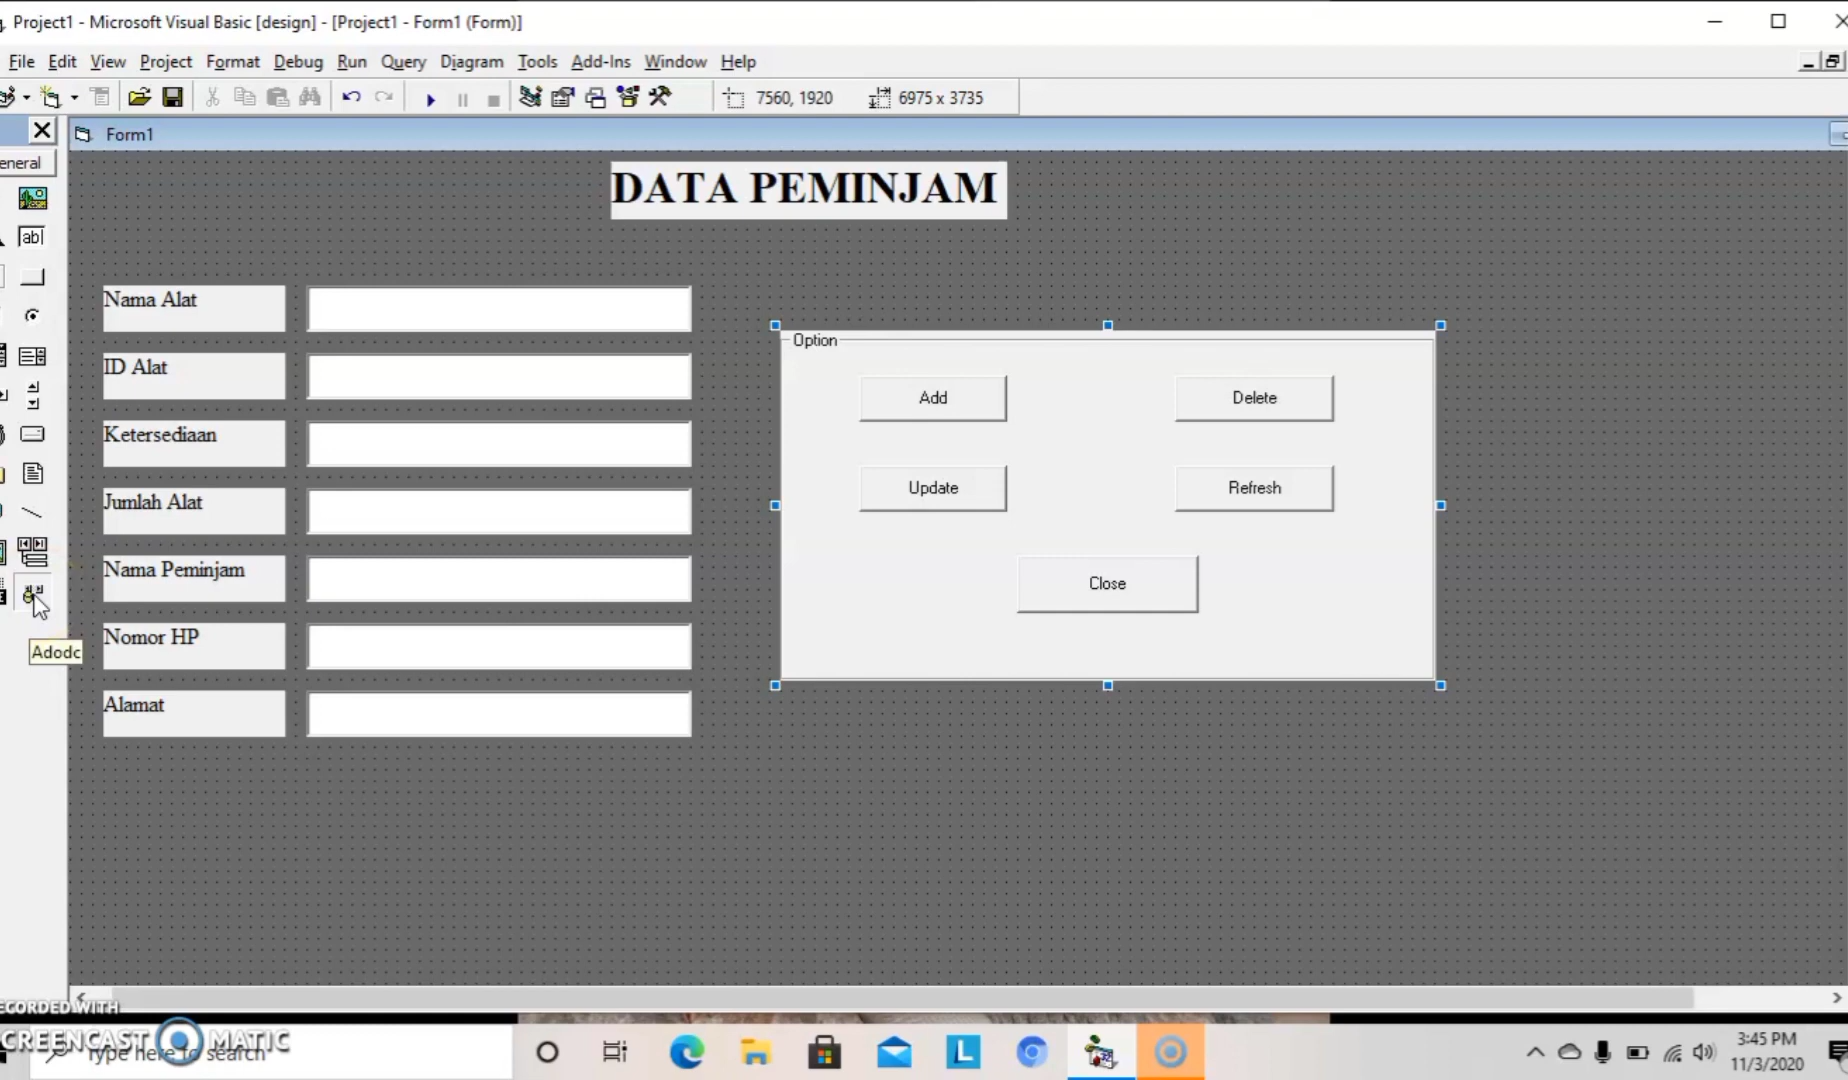 Project1 - Microsoft Visual Basic [design] - [Project1 - Form1 (Form)]
File Edit View Project Format Debug Run Query Diagram Tools Add-Ins Window Help
7560, 1920 6975 x 3735
Form1
eneral
DATA PEMINJAM
Nama Alat
Option
ID Alat
Add Delete
Ketersediaan
Update Refresh
Jumlah Alat
Nama Peminjam
Close
Nomor HP
Adodc
Alamat
ECORDED WITH
CREENCAST MATIC
Type here to search
3:45 PM
11/3/2020